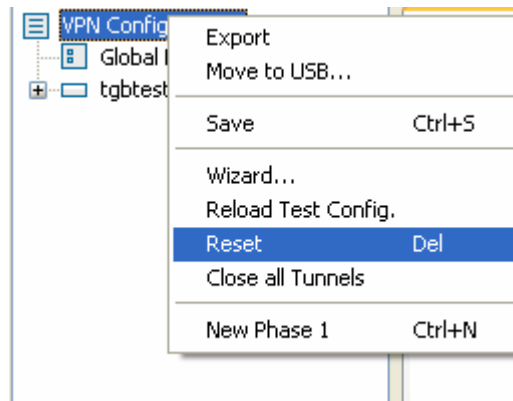 VPN Config
Global
tgbtest
Export
Move to USB...
Save Ctrl+S
Wizard...
Reload Test Config.
Reset Del
Close all Tunnels
New Phase 1 Ctrl+N